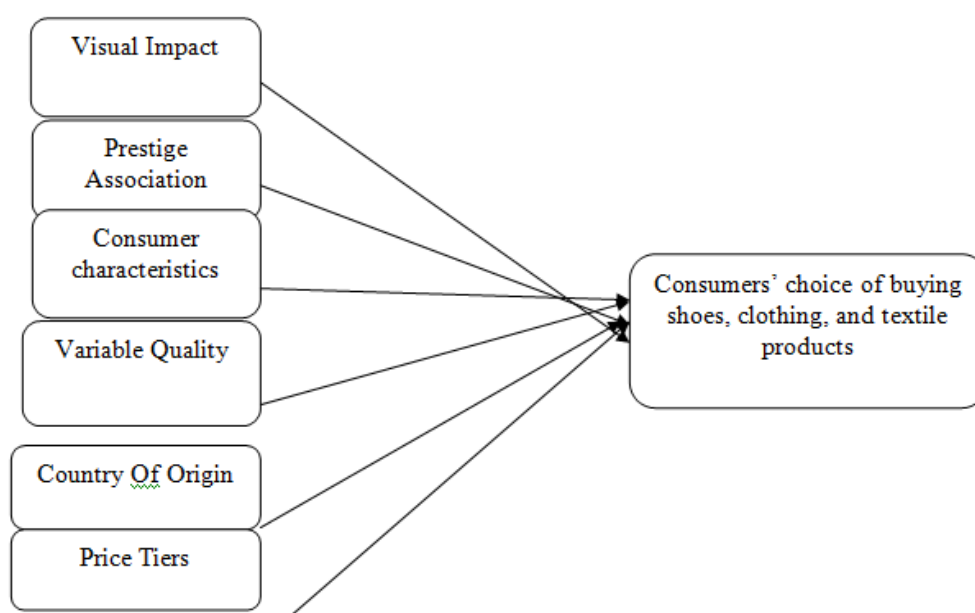 Visual Impact
Prestige
Association
Consumer
characteristics
Variable Quality
Country Of Origin
Price Tiers
Consumers’ choice of buying
shoes, clothing, and textile
products